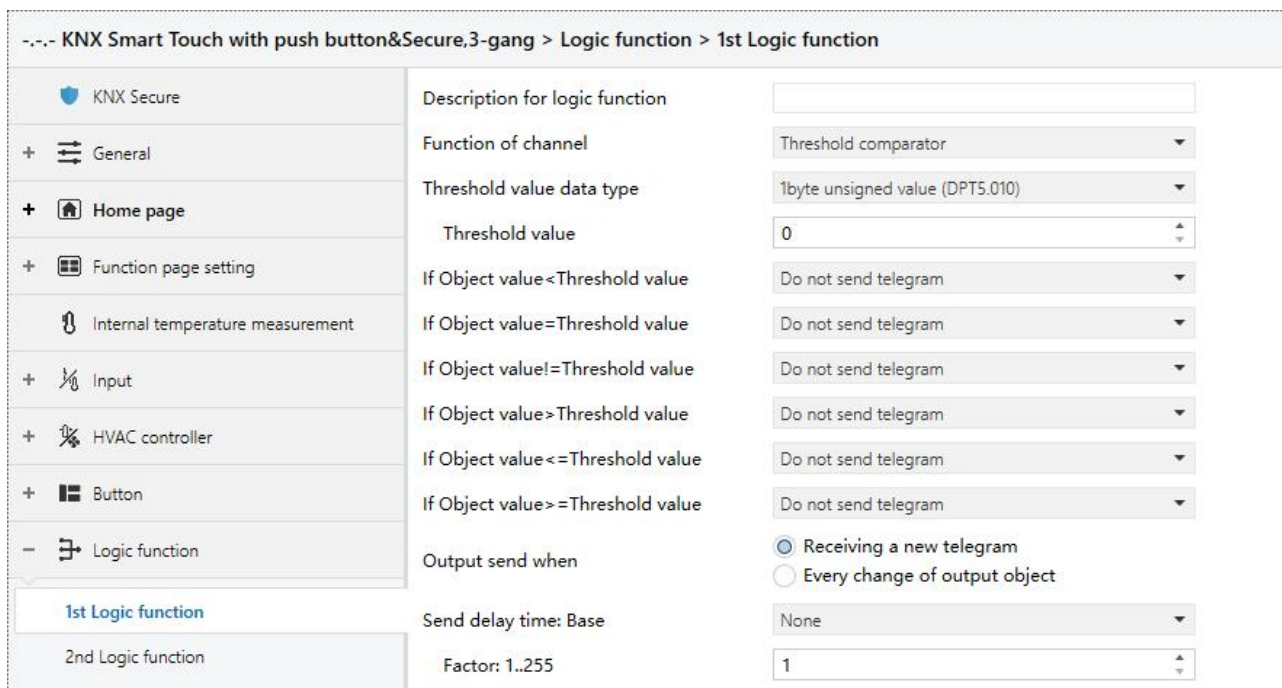 -.-.- KNX Smart Touch with push button&Secure,3-gang > Logic function > 1st Logic function
KNX Secure
+ General
+ Home page
+ Function page setting
Internal temperature measurement
+ Input
+ HVAC controller
+ Button
− Logic function
1st Logic function
2nd Logic function
Description for logic function
Function of channel Threshold comparator
Threshold value data type 1byte unsigned value (DPT5.010)
Threshold value 0
If Object value<Threshold value Do not send telegram
If Object value=Threshold value Do not send telegram
If Object value!=Threshold value Do not send telegram
If Object value>Threshold value Do not send telegram
If Object value<=Threshold value Do not send telegram
If Object value>=Threshold value Do not send telegram
Output send when Receiving a new telegram
Every change of output object
Send delay time: Base None
Factor: 1..255 1